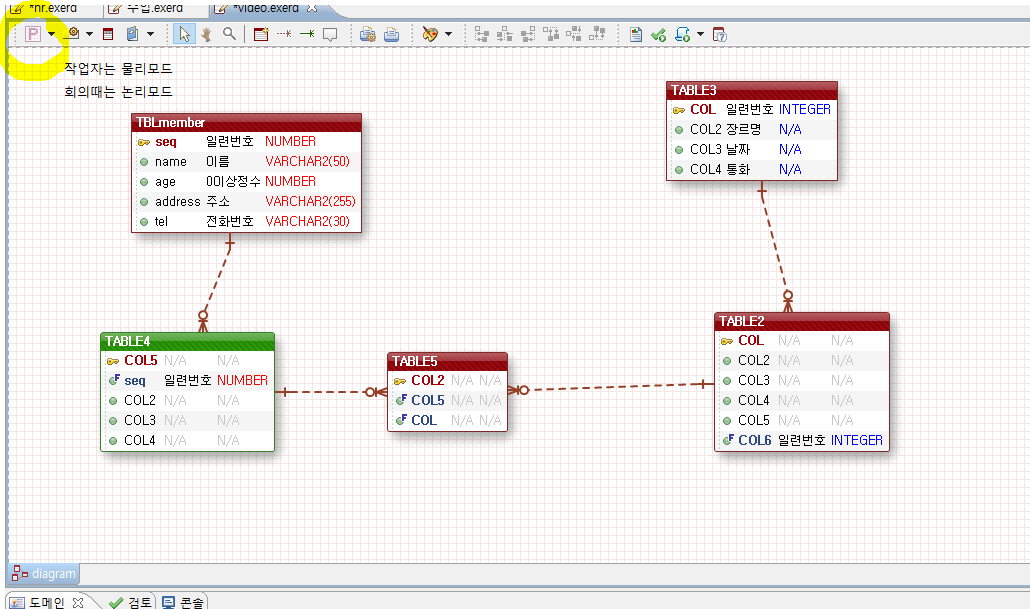 *nr.exerd 수업.exerd *video.exerd
P
작업자는 물리모드
회의때는 논리모드
TBLmember
seq 일련번호 NUMBER
name 이름 VARCHAR2(50)
age 0이상정수 NUMBER
address 주소 VARCHAR2(255)
tel 전화번호 VARCHAR2(30)
TABLE3
COL 일련번호 INTEGER
COL2 장르명 N/A
COL3 날짜 N/A
COL4 통화 N/A
TABLE4
COL5 N/A N/A
seq 일련번호 NUMBER
COL2 N/A N/A
COL3 N/A N/A
COL4 N/A N/A
TABLE5
COL2 N/A N/A
COL5 N/A N/A
COL N/A N/A
TABLE2
COL N/A N/A
COL2 N/A N/A
COL3 N/A N/A
COL4 N/A N/A
COL5 N/A N/A
COL6 일련번호 INTEGER
diagram
도메인 검토 콘솔